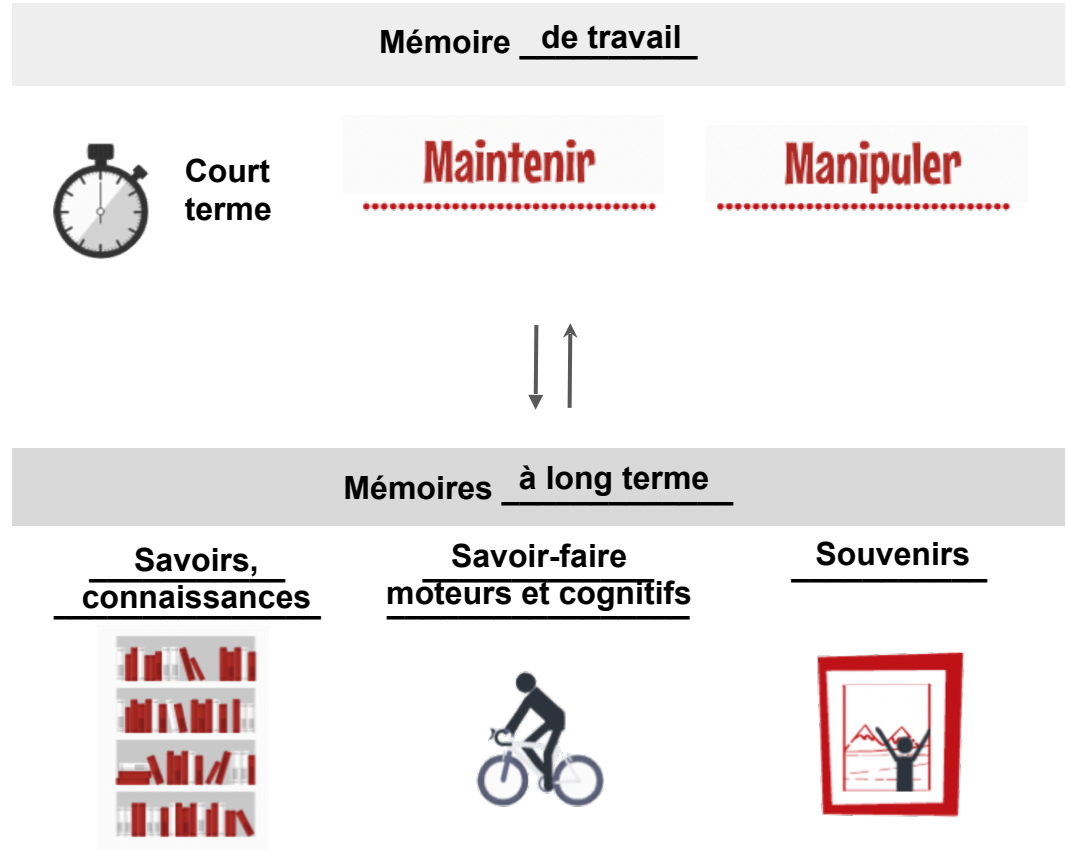 Mémoire de travail
Court
terme
Maintenir
Manipuler
Mémoires à long terme
Savoirs,
connaissances
Savoir-faire
moteurs et cognitifs
Souvenirs